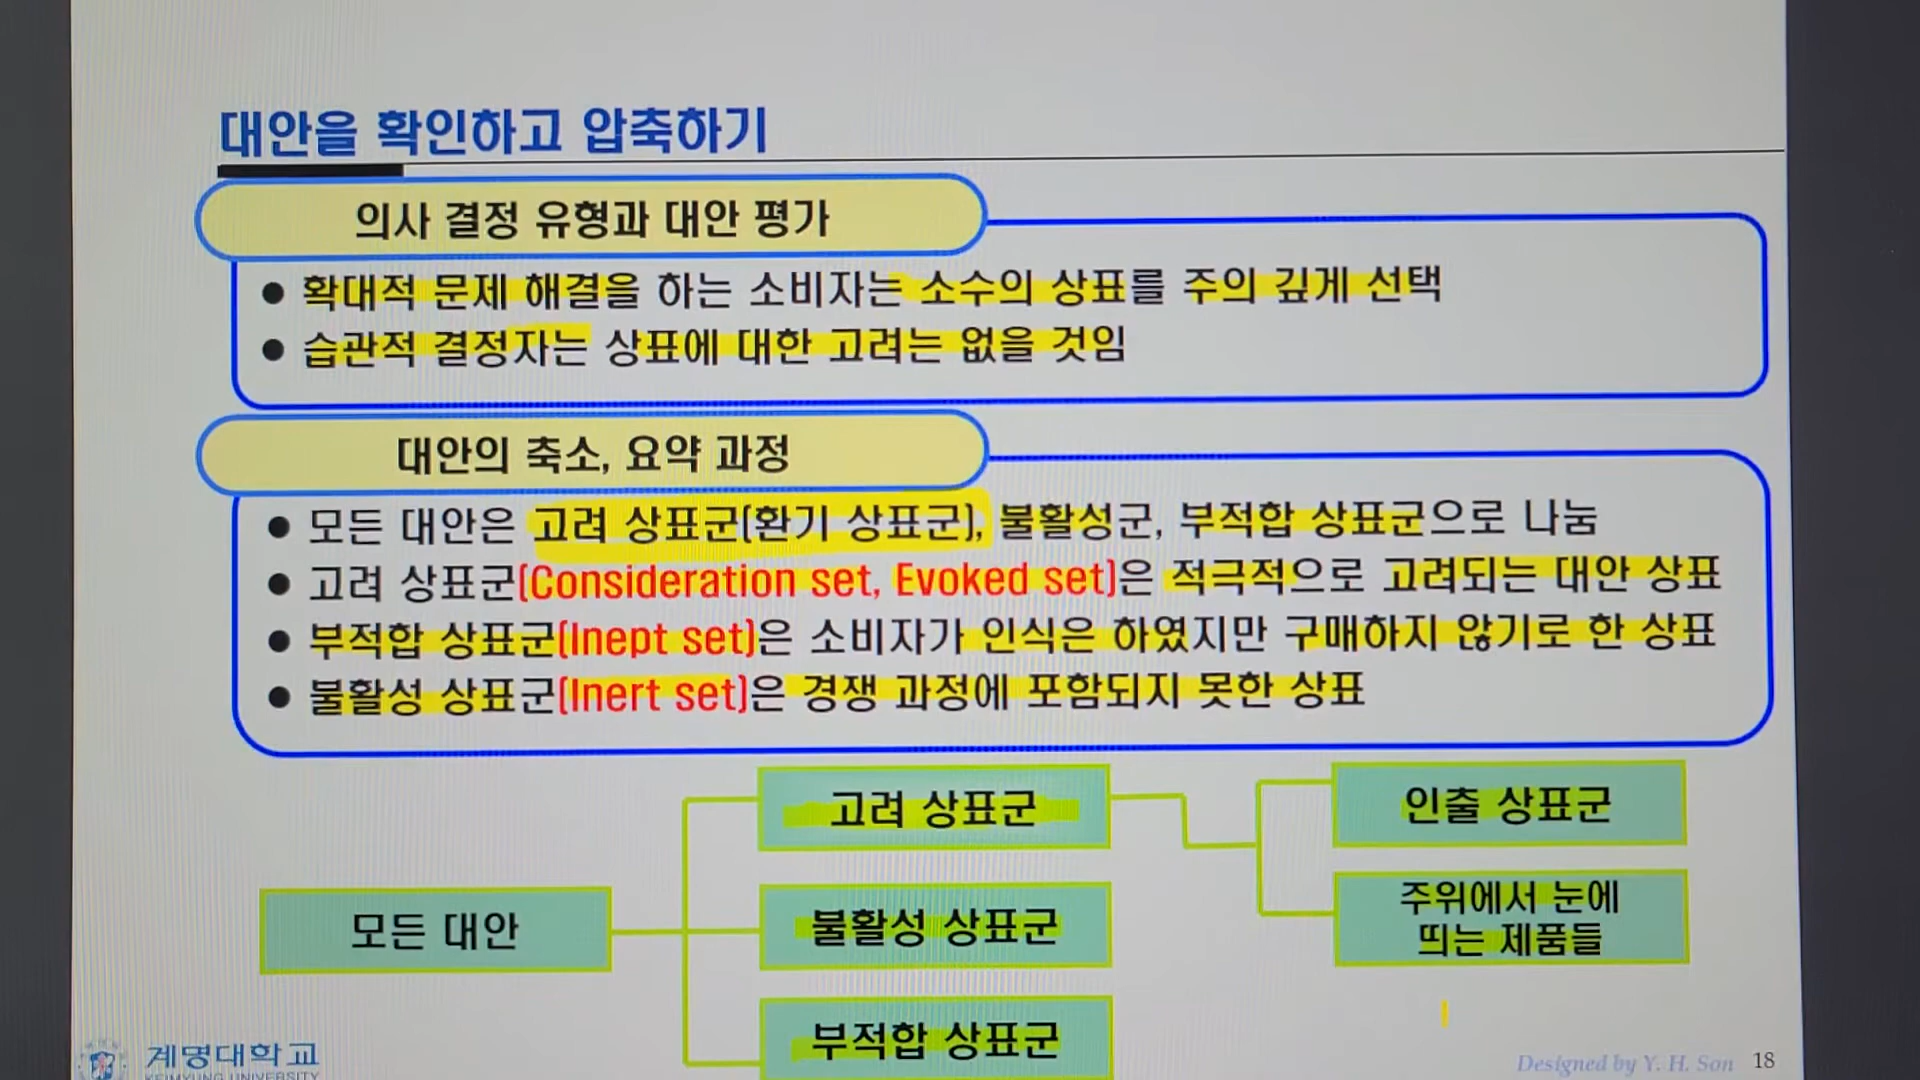 대안을 확인하고 압축하기
의사 결정 유형과 대안 평가
● 확대적 문제 해결을 하는 소비자는 소수의 상표를 주의 깊게 선택
● 습관적 결정자는 상표에 대한 고려는 없을 것임
대안의 축소, 요약 과정
● 모든 대안은 고려 상표군(환기 상표군), 불활성군, 부적합 상표군으로 나눔
● 고려 상표군(Consideration set, Evoked set)은 적극적으로 고려되는 대안 상표
● 부적합 상표군(Inept set)은 소비자가 인식은 하였지만 구매하지 않기로 한 상표
● 불활성 상표군(Inert set)은 경쟁 과정에 포함되지 못한 상표
고려 상표군
인출 상표군
주위에서 눈에
띄는 제품들
모든 대안
불활성 상표군
부적합 상표군
계명대학교
KEIMYUNG UNIVERSITY
Designed by Y. H. Son 18